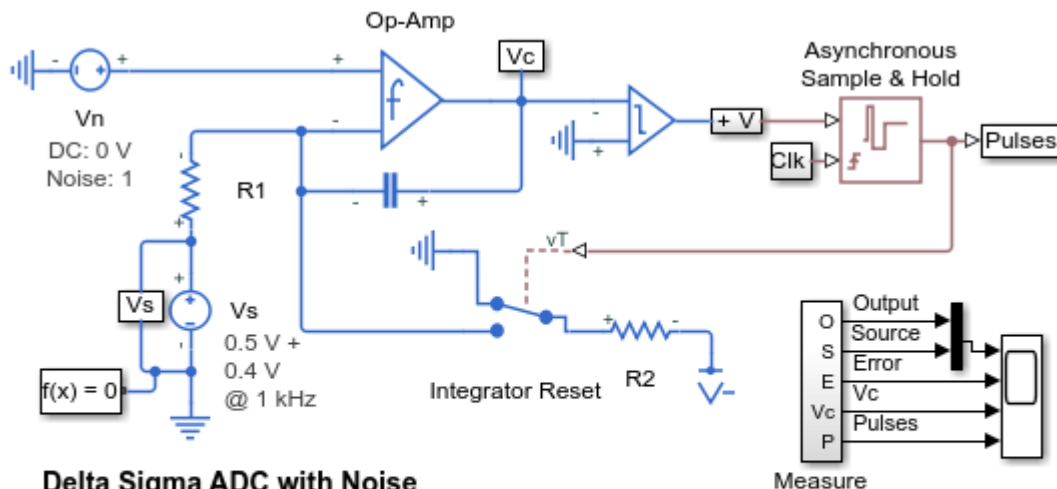 Op-Amp
Vc
Asynchronous
Sample & Hold
Vn
DC: 0 V
Noise: 1
+ V
Clk
Pulses
R1
vT
Vs
Vs
0.5 V +
0.4 V
@ 1 kHz
f(x) = 0
Integrator Reset
R2
V-
O
Output
S
Source
E
Error
Vc
Vc
P
Pulses
Measure
Delta Sigma ADC with Noise